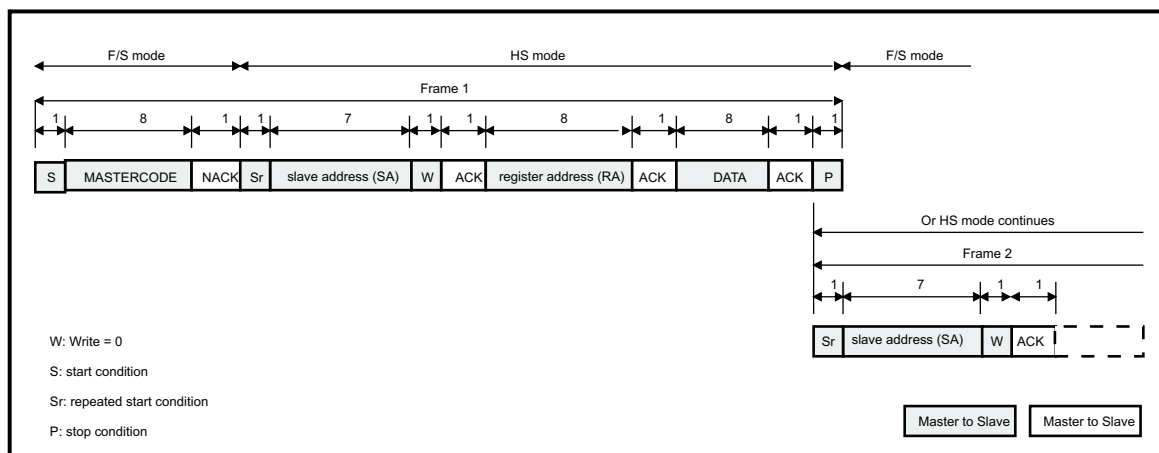 F/S mode HS mode F/S mode
Frame 1
1 8 1 1 7 1 1 8 1 8 1 1
S MASTERCODE NACK Sr slave address (SA) W ACK register address (RA) ACK DATA ACK P
Or HS mode continues
Frame 2
1 7 1 1
Sr slave address (SA) W ACK
W: Write = 0
S: start condition
Sr: repeated start condition
P: stop condition
Master to Slave Master to Slave